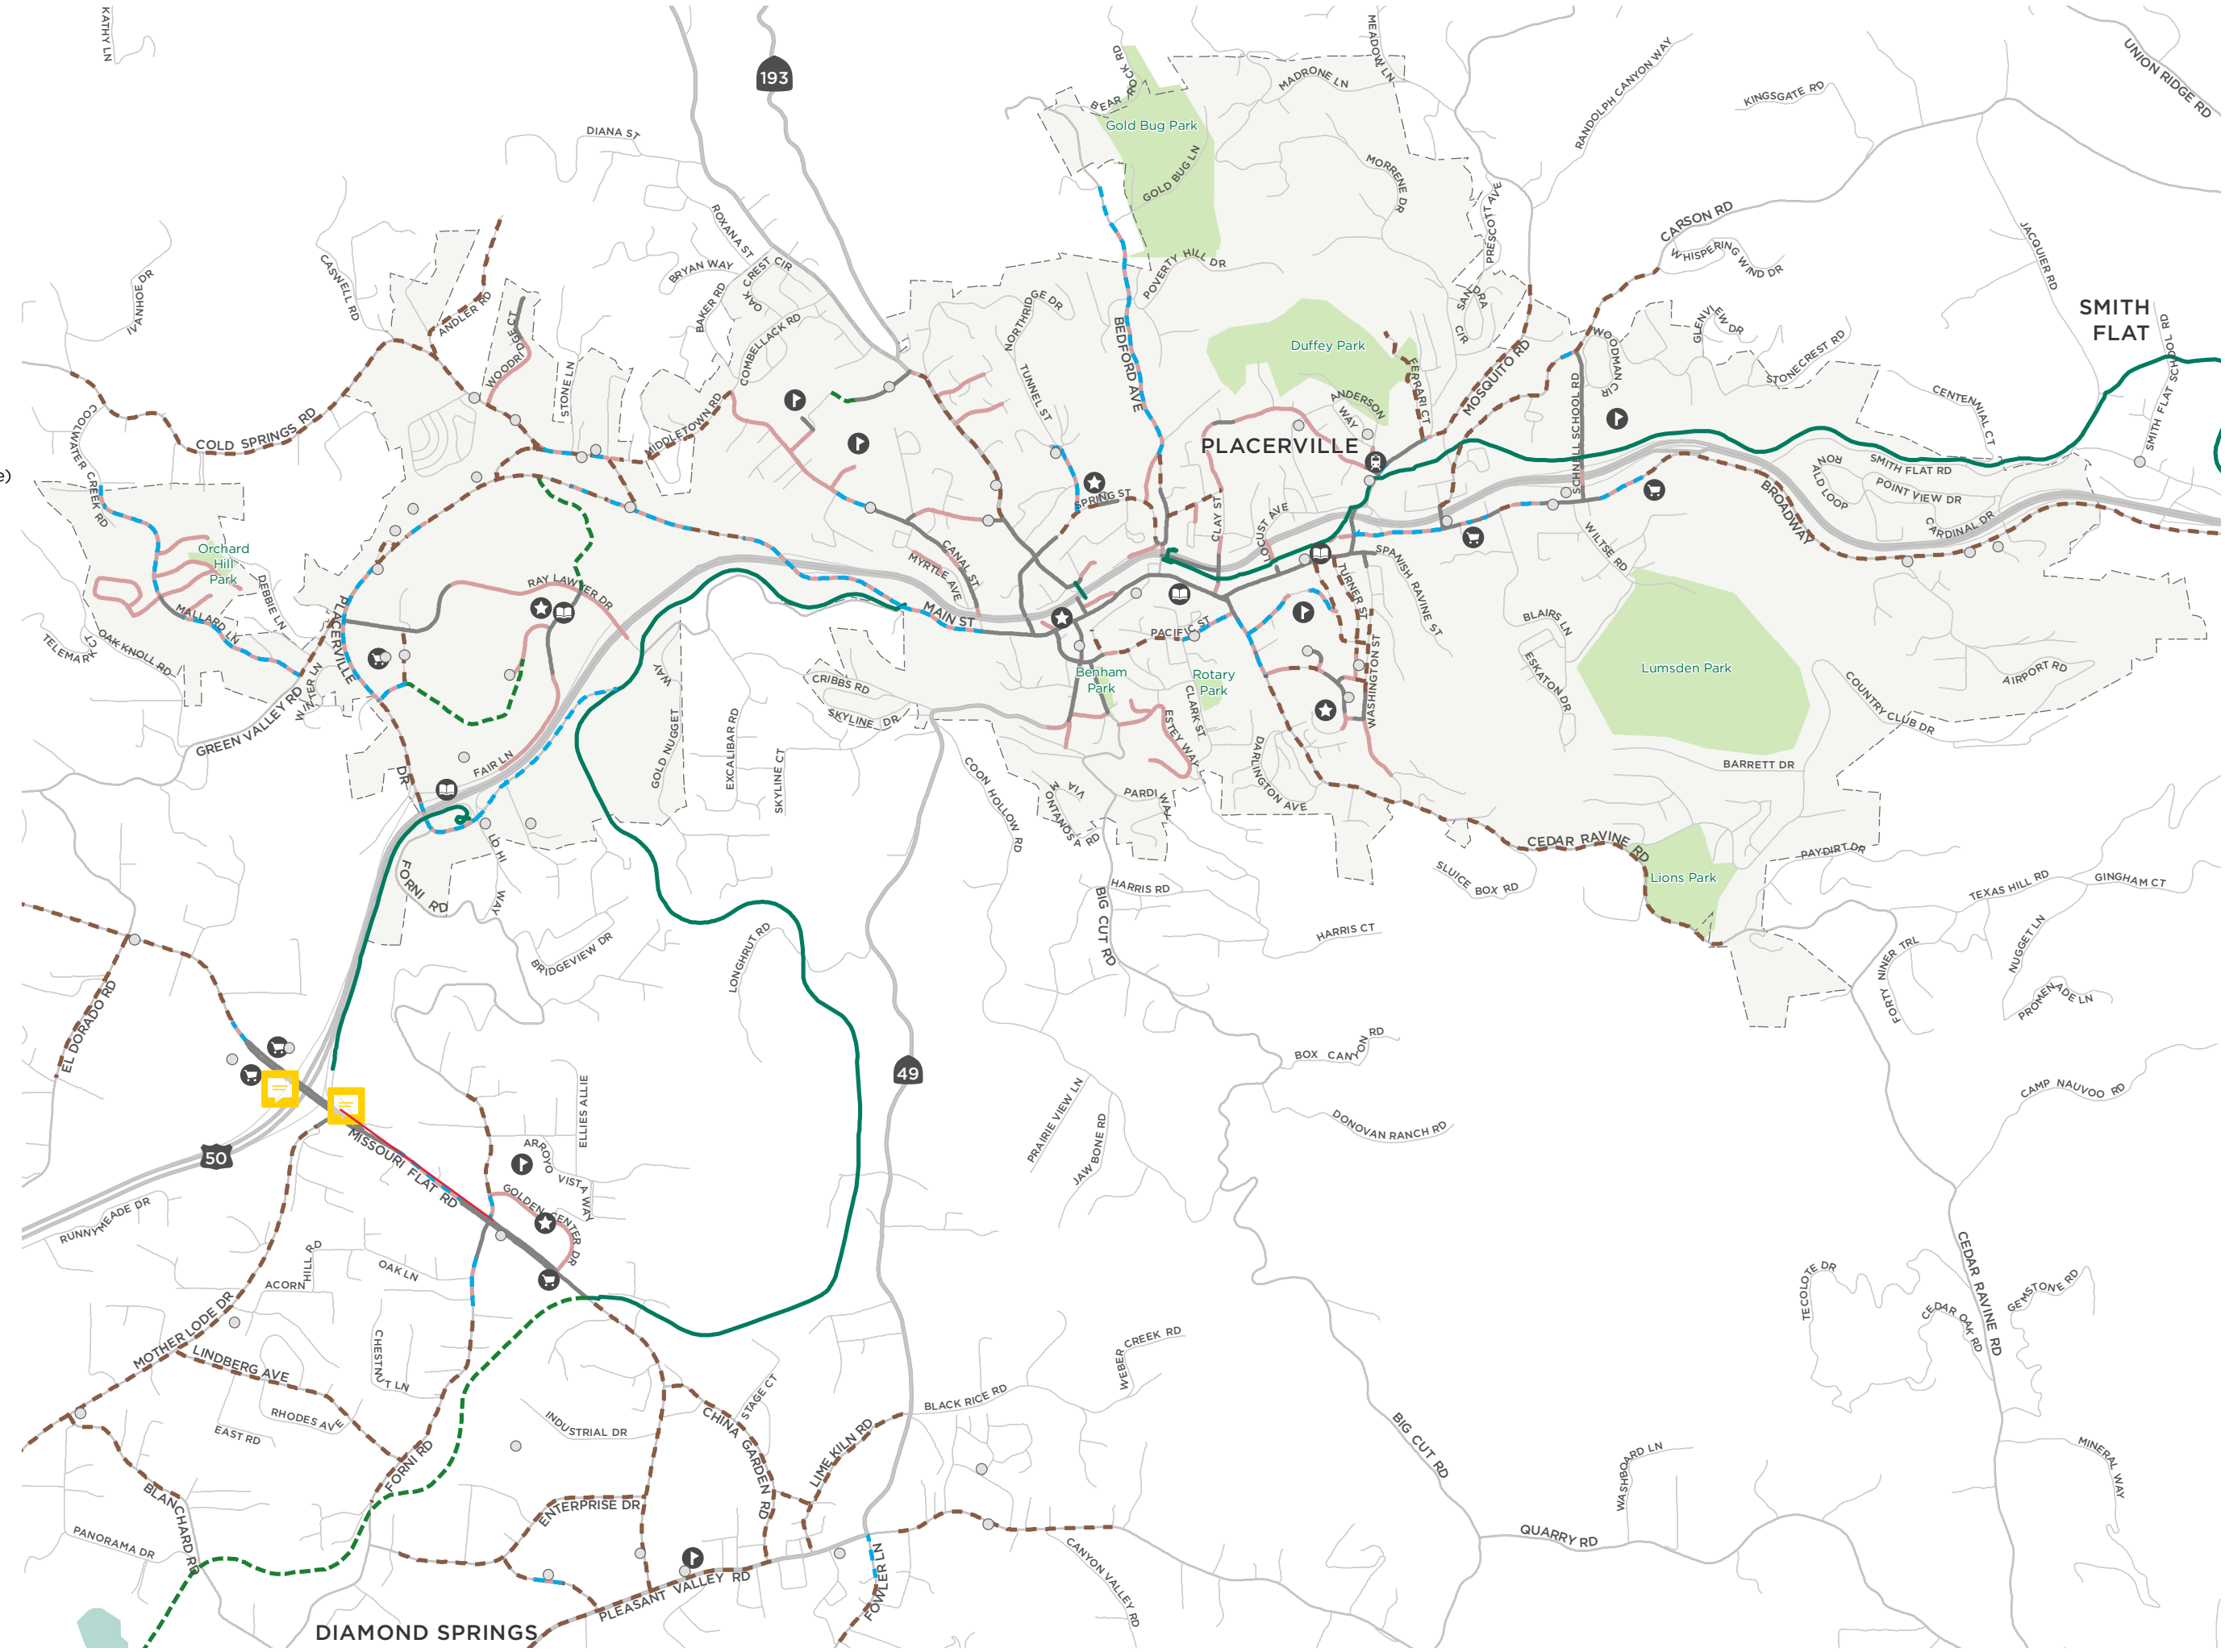 KATHY LN
193
MEADOW LN
UNION RIDGE RD
BEAR ROCK RD
MADRONE LN
RANDOLPH CANYON WAY
KINGSGATE RD
Gold Bug Park
DIANA ST
GOLD BUG LN
MORRENE DR
PRESCOTT AVE
CARSON RD
WHISPERING WIND DR
JACQUIER RD
ROXANA ST
BRYAN WAY
OAK CREST CIR
BAKER RD
COMBELLACK RD
POVERTY HILL DR
IVANHOE DR
CASWELL RD
ANDLER RD
WOODRIDGE CT
STONE LN
NORTHRIDGE DR
TUNNEL ST
BEDFORD AVE
Duffey Park
SANDRA CIR
FERRARI CT
MOSQUITO RD
ANDERSON WAY
WOODMAN CIR
GLENVIEW DR
STONECREST RD
SMITH
FLAT
CENTENNIAL CT
SMITH FLAT SCHOOL RD
COOLWATER CREEK RD
COLD SPRINGS RD
MIDDLETOWN RD
PLACERVILLE
SCHNELL SCHOOL RD
e)
SPRING ST
CLAY ST
LOCUST AVE
SMITH FLAT RD
RONALD LOOP
POINT VIEW DR
CARDINAL DR
BROADWAY
Orchard
Hill
Park
DEBBIE LN
MALLARD LN
TELEMARK CT
OAK KNOLL RD
WINTER LN
GREEN VALLEY RD
PLACERVILLE DR
RAY LAWYER DR
MYRTLE AVE
CANAL ST
MAIN ST
PACIFIC ST
TURNER ST
SPANISH RAVINE ST
WILTSE RD
BLAIRS LN
ESKATON DR
Lumsden Park
AIRPORT RD
COUNTRY CLUB DR
Benham
Park
Rotary
Park
CLARK ST
WASHINGTON ST
CRIBBS RD
SKYLINE DR
GOLD NUGGET WAY
EXCALIBAR RD
SKYLINE CT
ESTEY WAY
DARLINGTON AVE
BARRETT DR
FAIR LN
COON HOLLOW RD
VIA MONTANOSA RD
PARDI WAY
CEDAR RAVINE RD
PAYDIRT DR
LO HI WAY
FORNI RD
HARRIS RD
SLUICE BOX RD
Lions Park
TEXAS HILL RD
GINGHAM CT
BIG CUT RD
HARRIS CT
NUGGET LN
FORTY NINER TRL
PROMENADE LN
BRIDGEVIEW DR
LONGHRUT RD
EL DORADO RD
49
BOX CANYON RD
CAMP NAUVOO RD
PRAIRIE VIEW LN
JAW BONE RD
DONOVAN RANCH RD
ELLIES ALLIE
ARROYO VISTA WAY
50
MISSOURI FLAT RD
GOLDEN CENTER DR
RUNNYMEADE DR
HILL RD
ACORN
OAK LN
CEDAR RAVINE RD
TECOLOTE DR
CEDAR OAK RD
GEMSTONE RD
MOTHER LODE DR
LINDBERG AVE
CHESTNUT LN
WEBER CREEK RD
BLACK RICE RD
STAGE CT
RHODES AVE
EAST RD
INDUSTRIAL DR
CHINA GARDEN RD
LIME KILN RD
FORNI RD
BIG CUT RD
WASHBOARD LN
MINERAL WAY
BLANCHARD RD
PANORAMA DR
ENTERPRISE DR
QUARRY RD
CANYON VALLEY RD
FOWLER LN
PLEASANT VALLEY RD
DIAMOND SPRINGS